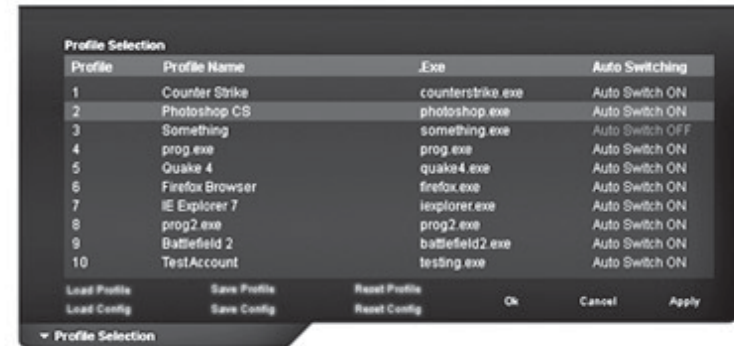 Profile Selection
Profile Profile Name .Exe Auto Switching
1 Counter Strike counterstrike.exe Auto Switch ON
2 Photoshop CS photoshop.exe Auto Switch ON
3 Something something.exe Auto Switch OFF
4 prog.exe prog.exe Auto Switch ON
5 Quake 4 quake4.exe Auto Switch ON
6 Firefox Browser firefox.exe Auto Switch ON
7 IE Explorer 7 iexplorer.exe Auto Switch ON
8 prog2.exe prog2.exe Auto Switch ON
9 Battlefield 2 battlefield2.exe Auto Switch ON
10 TestAccount testing.exe Auto Switch ON
Load Profile Save Profile Reset Profile
Load Config Save Config Reset Config Ok Cancel Apply
Profile Selection